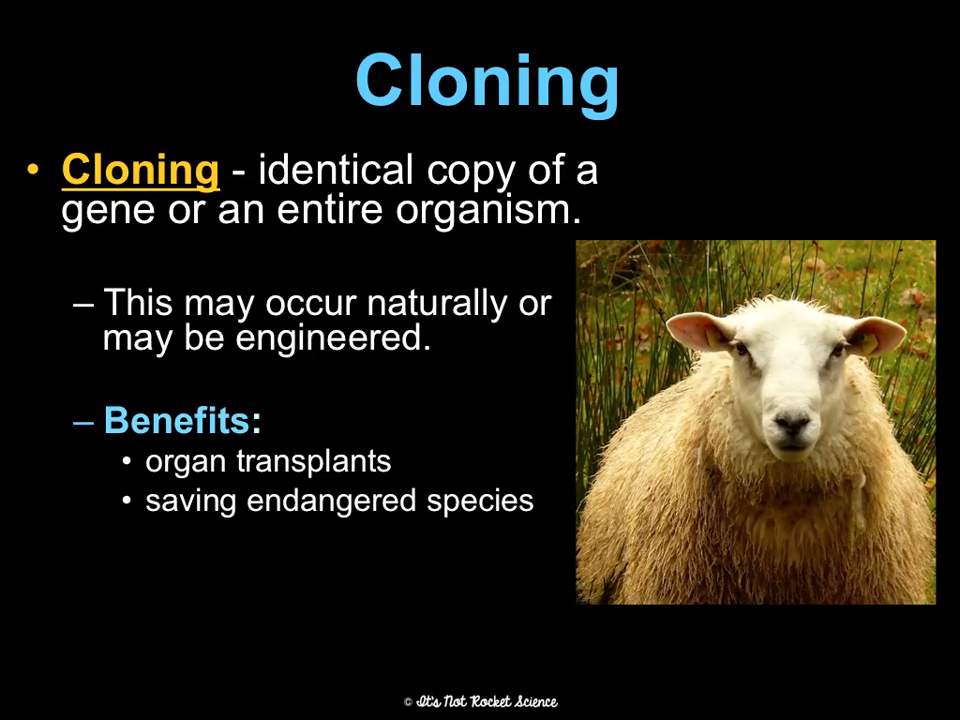 Cloning
• Cloning - identical copy of a
gene or an entire organism.
– This may occur naturally or
may be engineered.
– Benefits:
• organ transplants
• saving endangered species
© It's Not Rocket Science